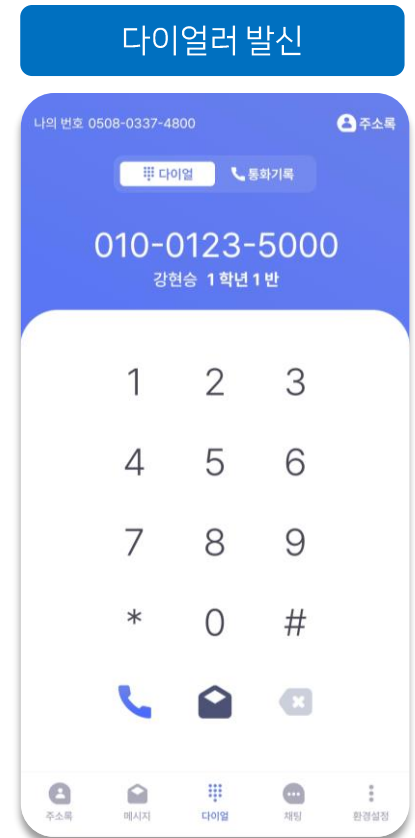 다이얼러 발신
나의 번호 0508-0337-4800
주소록
다이얼
통화기록
010-0123-5000
강현승 1학년 1반
1 2 3
4 5 6
7 8 9
* 0 #
주소록 메시지 다이얼 채팅 환경설정